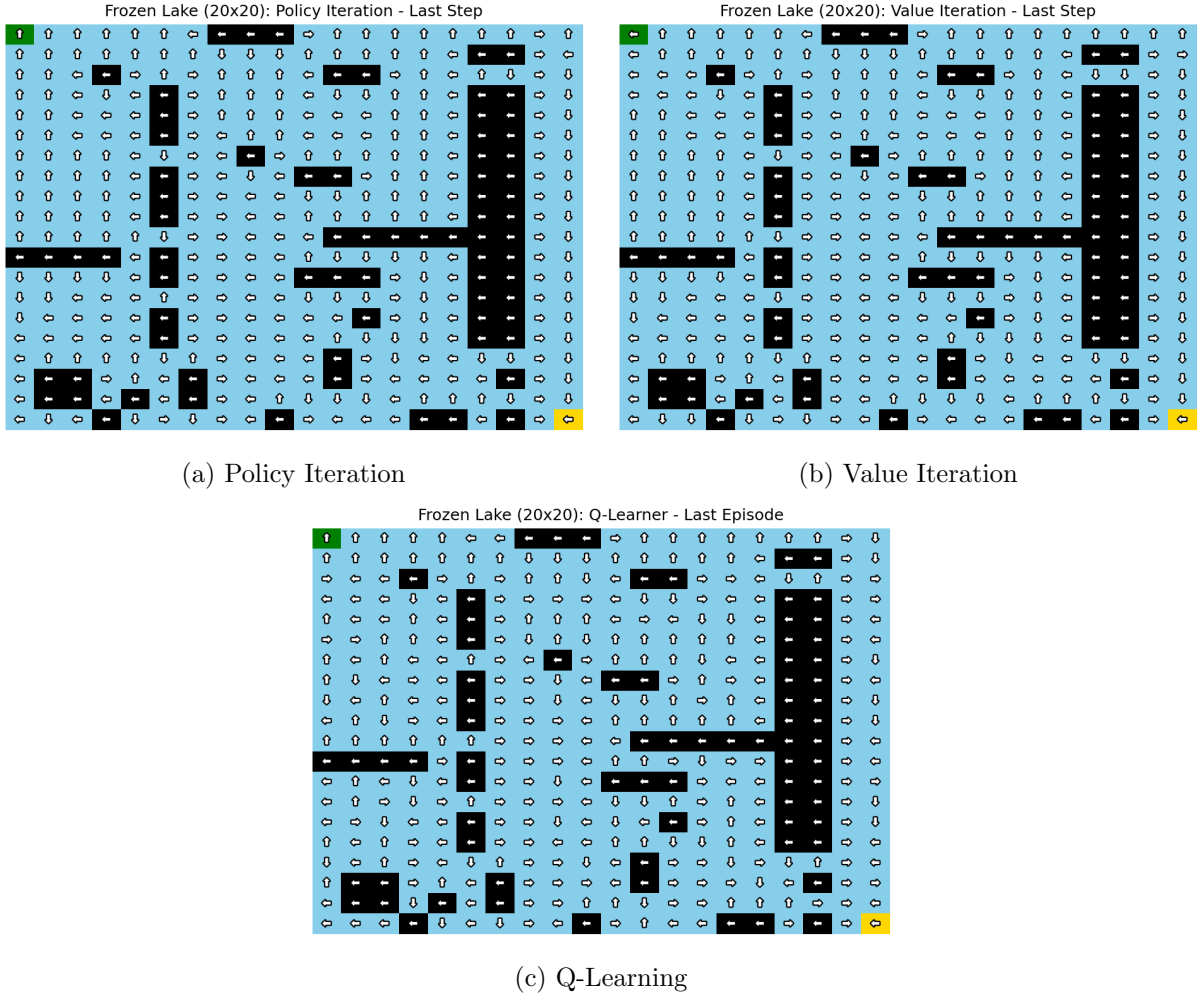 Frozen Lake (20x20): Policy Iteration - Last Step
Frozen Lake (20x20): Value Iteration - Last Step
(a) Policy Iteration
(b) Value Iteration
Frozen Lake (20x20): Q-Learner - Last Episode
(c) Q-Learning